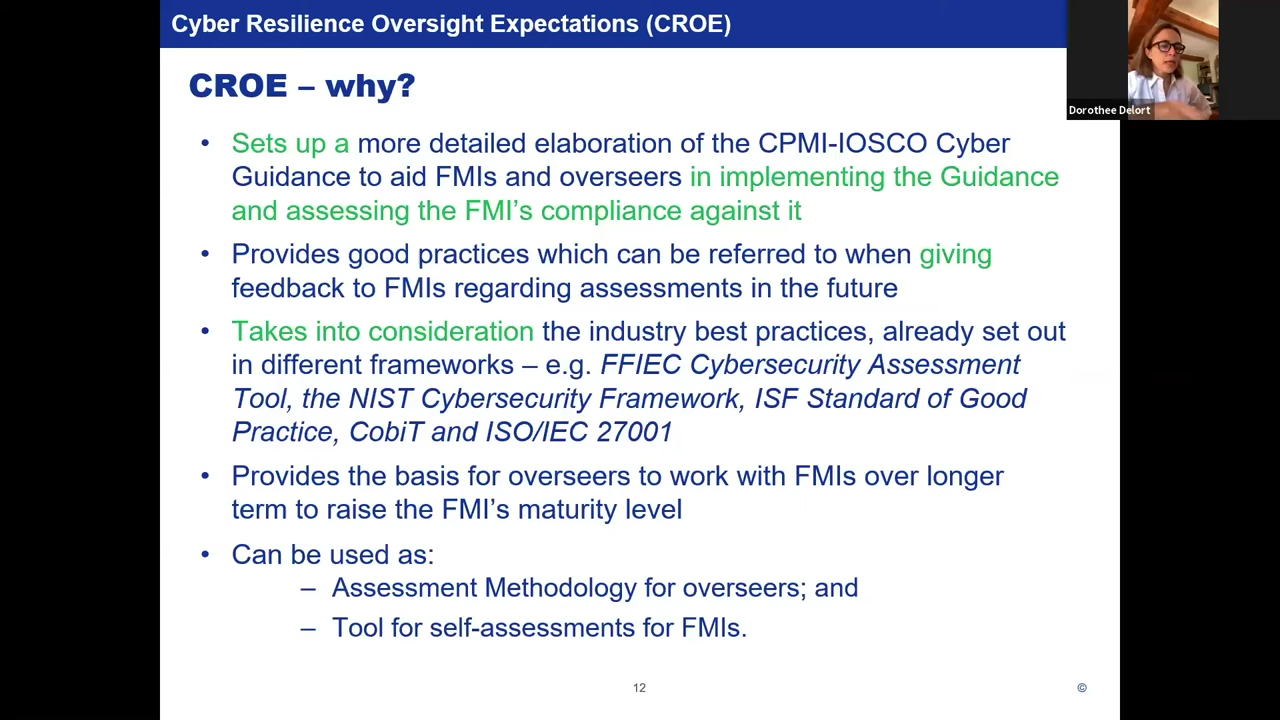 Cyber Resilience Oversight Expectations (CROE)
CROE – why?
Dorothee Delort
• Sets up a more detailed elaboration of the CPMI-IOSCO Cyber
Guidance to aid FMIs and overseers in implementing the Guidance
and assessing the FMI’s compliance against it
• Provides good practices which can be referred to when giving
feedback to FMIs regarding assessments in the future
• Takes into consideration the industry best practices, already set out
in different frameworks – e.g. FFIEC Cybersecurity Assessment
Tool, the NIST Cybersecurity Framework, ISF Standard of Good
Practice, CobiT and ISO/IEC 27001
• Provides the basis for overseers to work with FMIs over longer
term to raise the FMI’s maturity level
• Can be used as:
– Assessment Methodology for overseers; and
– Tool for self-assessments for FMIs.
12
©